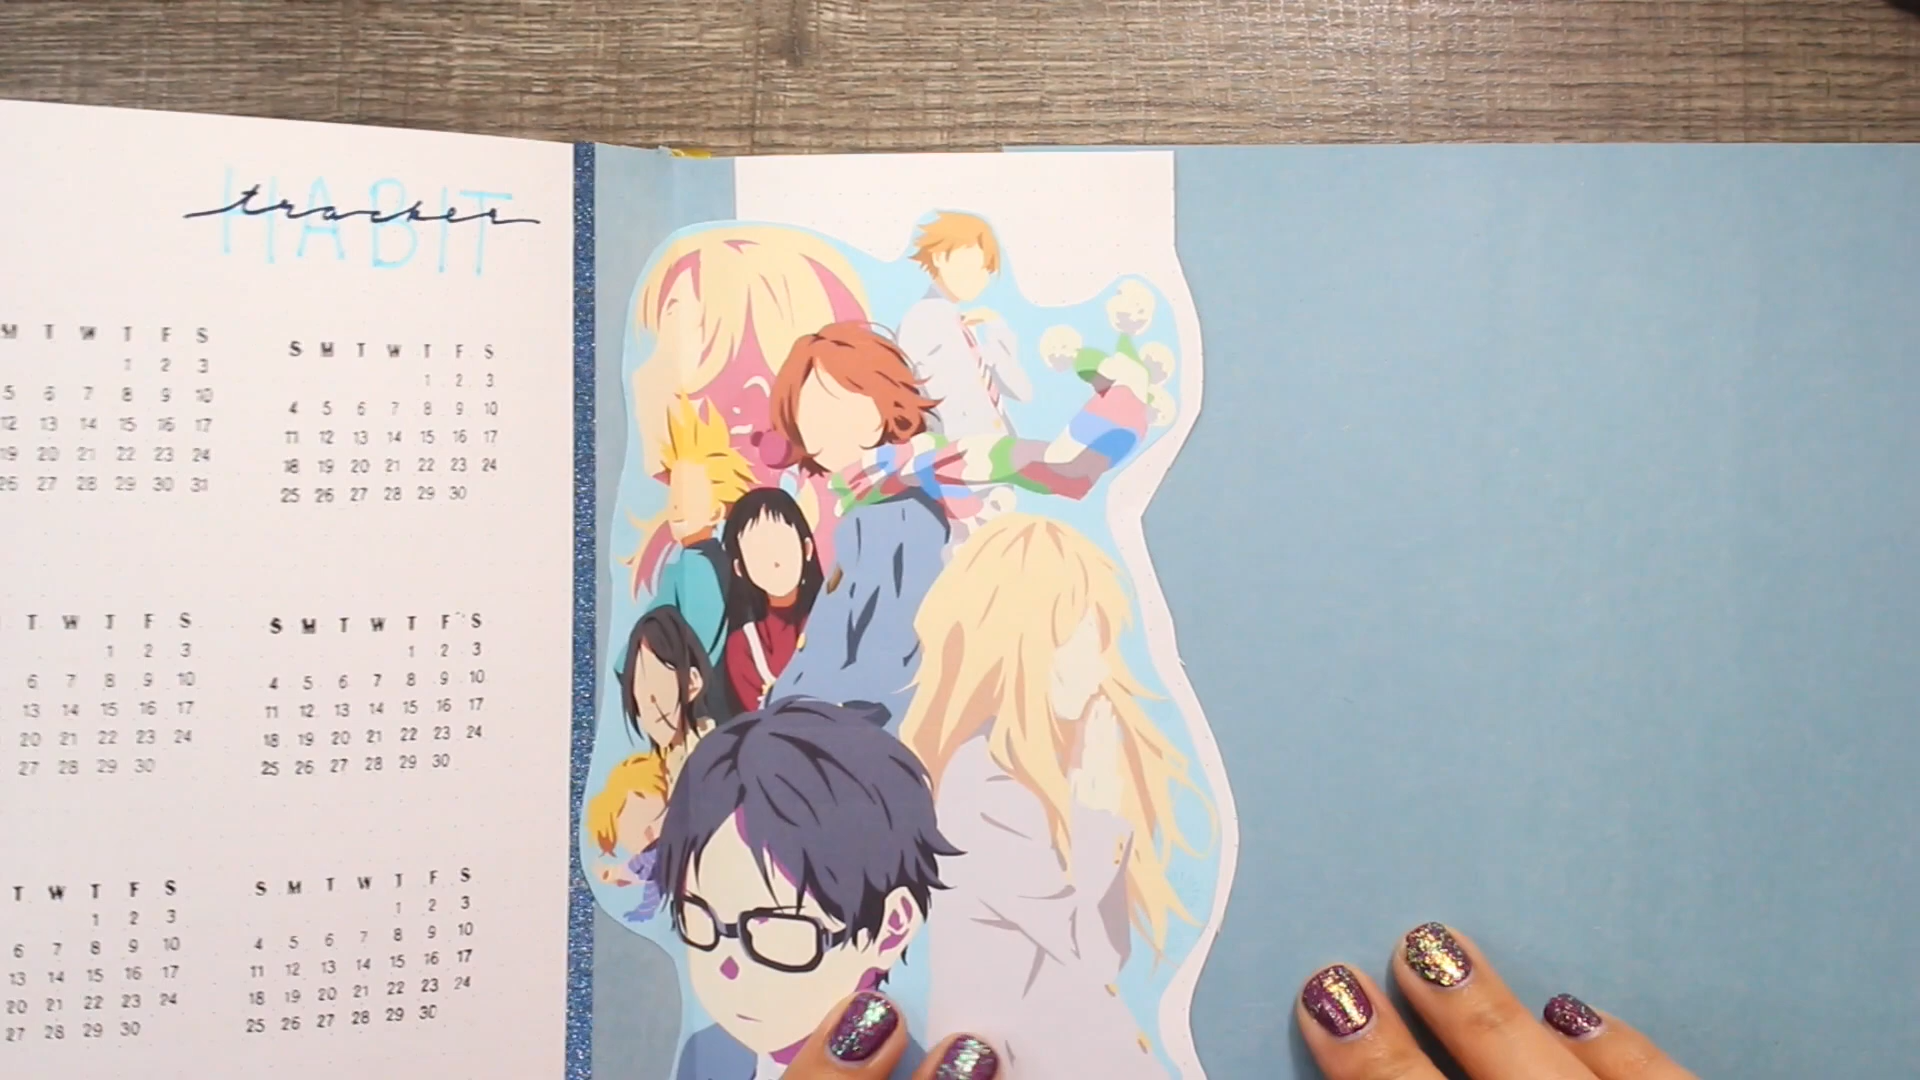 HABIT
tracker
M T W T F S
1 2 3
5 6 7 8 9 10
12 13 14 15 16 17
19 20 21 22 23 24
26 27 28 29 30 31
S M T W T F S
1 2 3
4 5 6 7 8 9 10
11 12 13 14 15 16 17
18 19 20 21 22 23 24
25 26 27 28 29 30
T W T F S
1 2 3
6 7 8 9 10
13 14 15 16 17
20 21 22 23 24
27 28 29 30
S M T W T F S
1 2 3
4 5 6 7 8 9 10
11 12 13 14 15 16 17
18 19 20 21 22 23 24
25 26 27 28 29 30
T W T F S
1 2 3
6 7 8 9 10
13 14 15 16 17
20 21 22 23 24
27 28 29 30
S M T W T F S
1 2 3
4 5 6 7 8 9 10
11 12 13 14 15 16 17
18 19 20 21 22 23 24
25 26 27 28 29 30